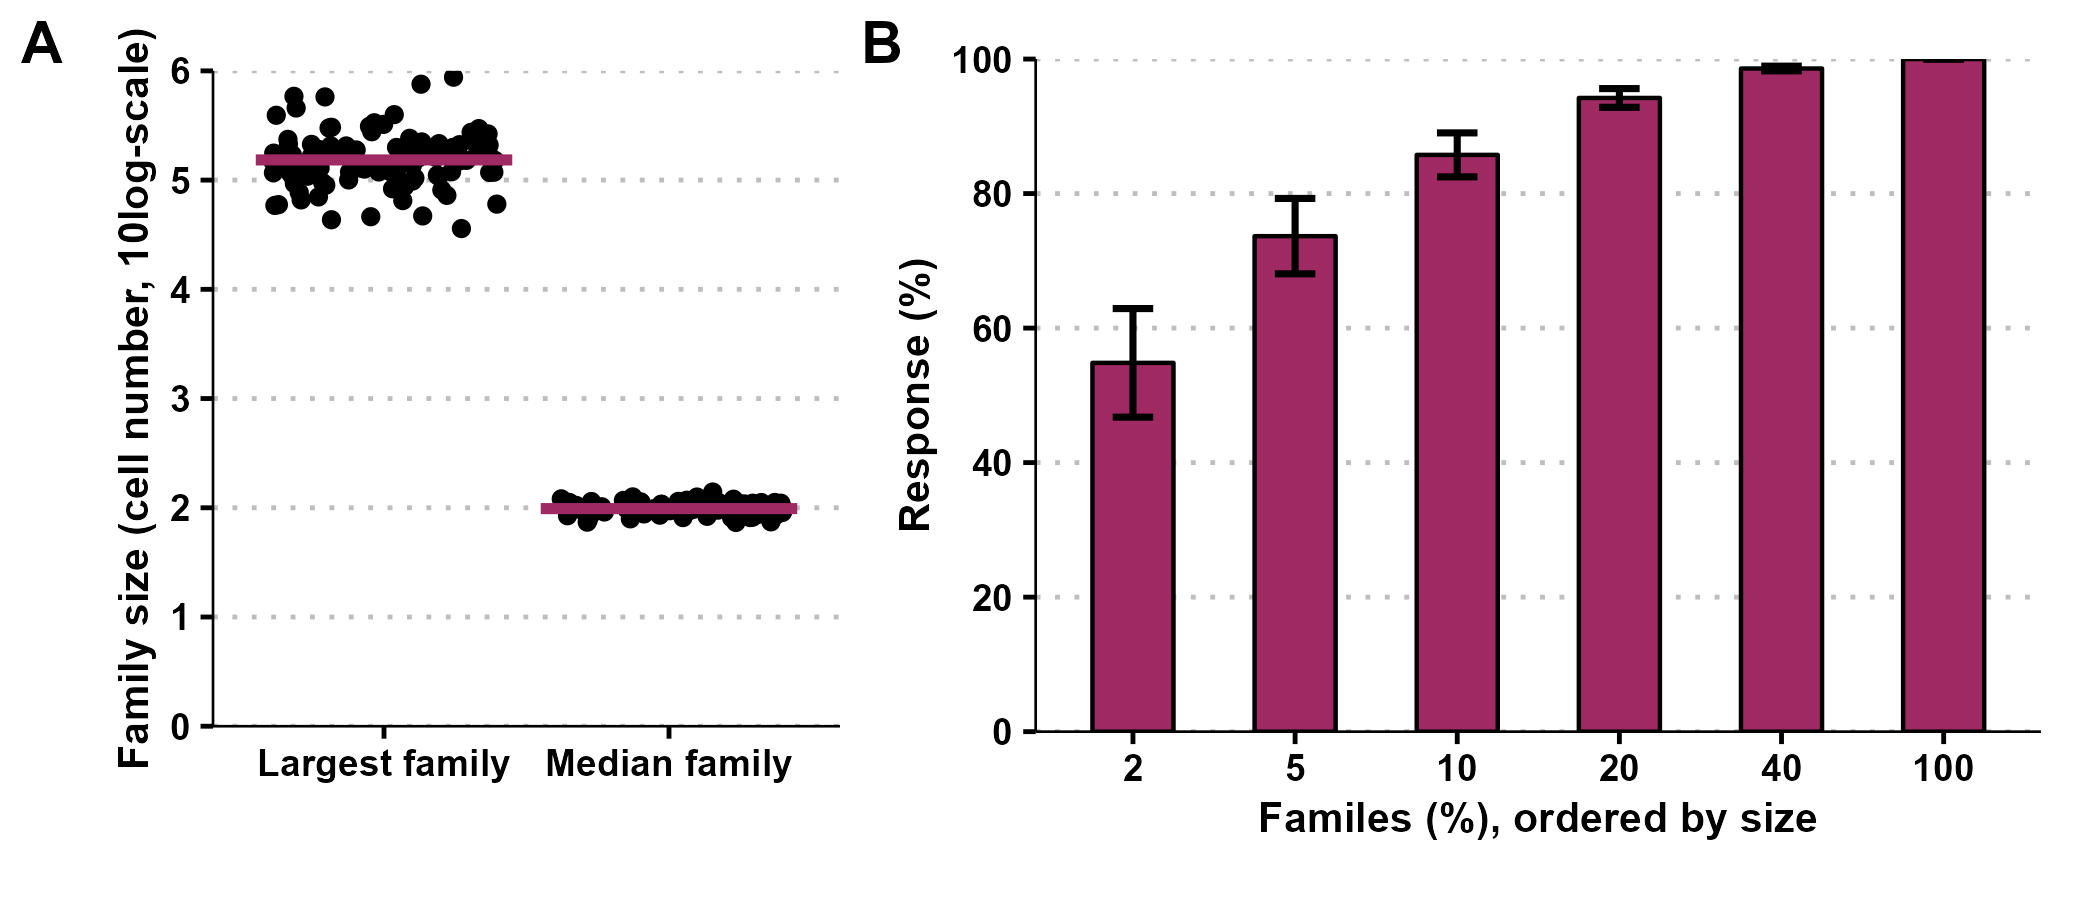 A
Family size (cell number, 10log-scale)
6
5
4
3
2
1
0
Largest family
Median family
B
Response (%)
100
80
60
40
20
0
2
5
10
20
40
100
Familes (%), ordered by size